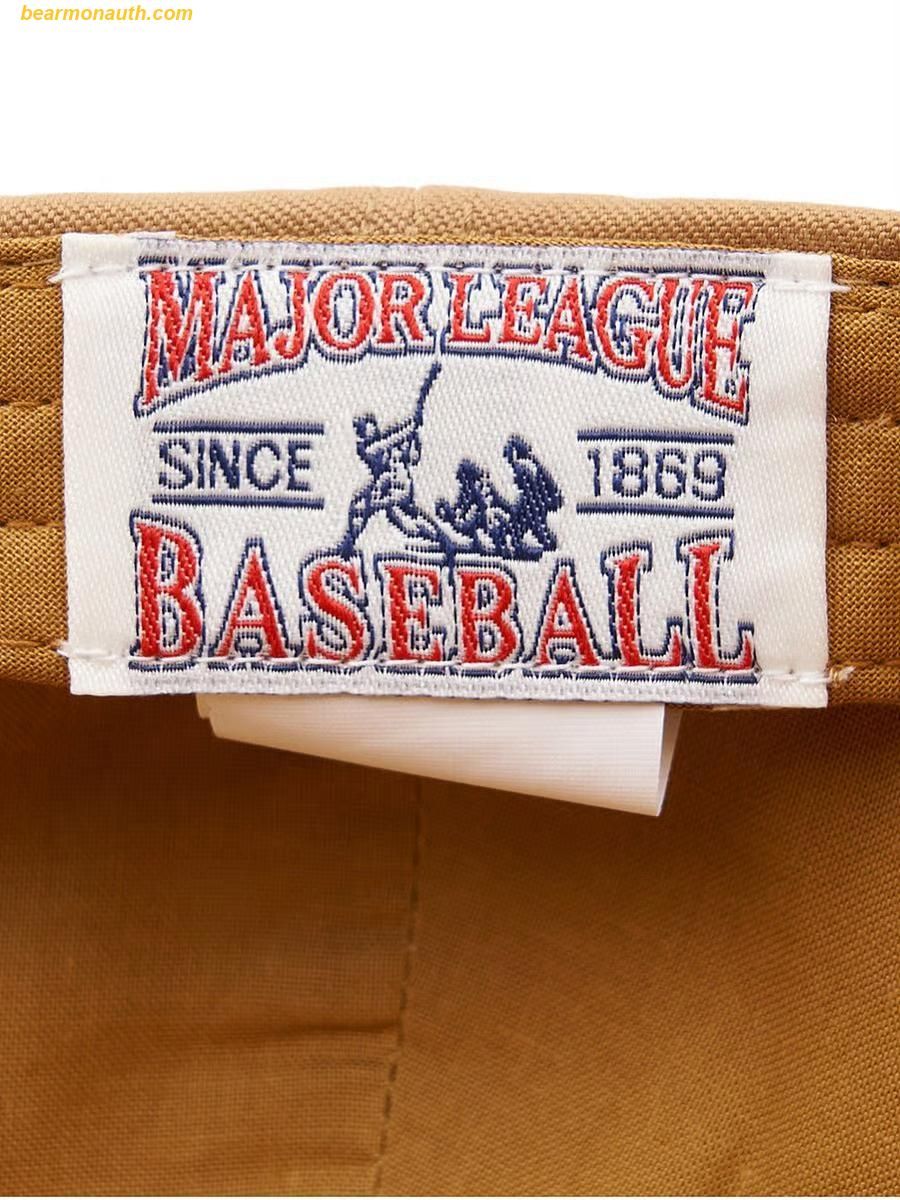 bearmonauth.com
MAJOR LEAGUE
SINCE 1869
BASEBALL